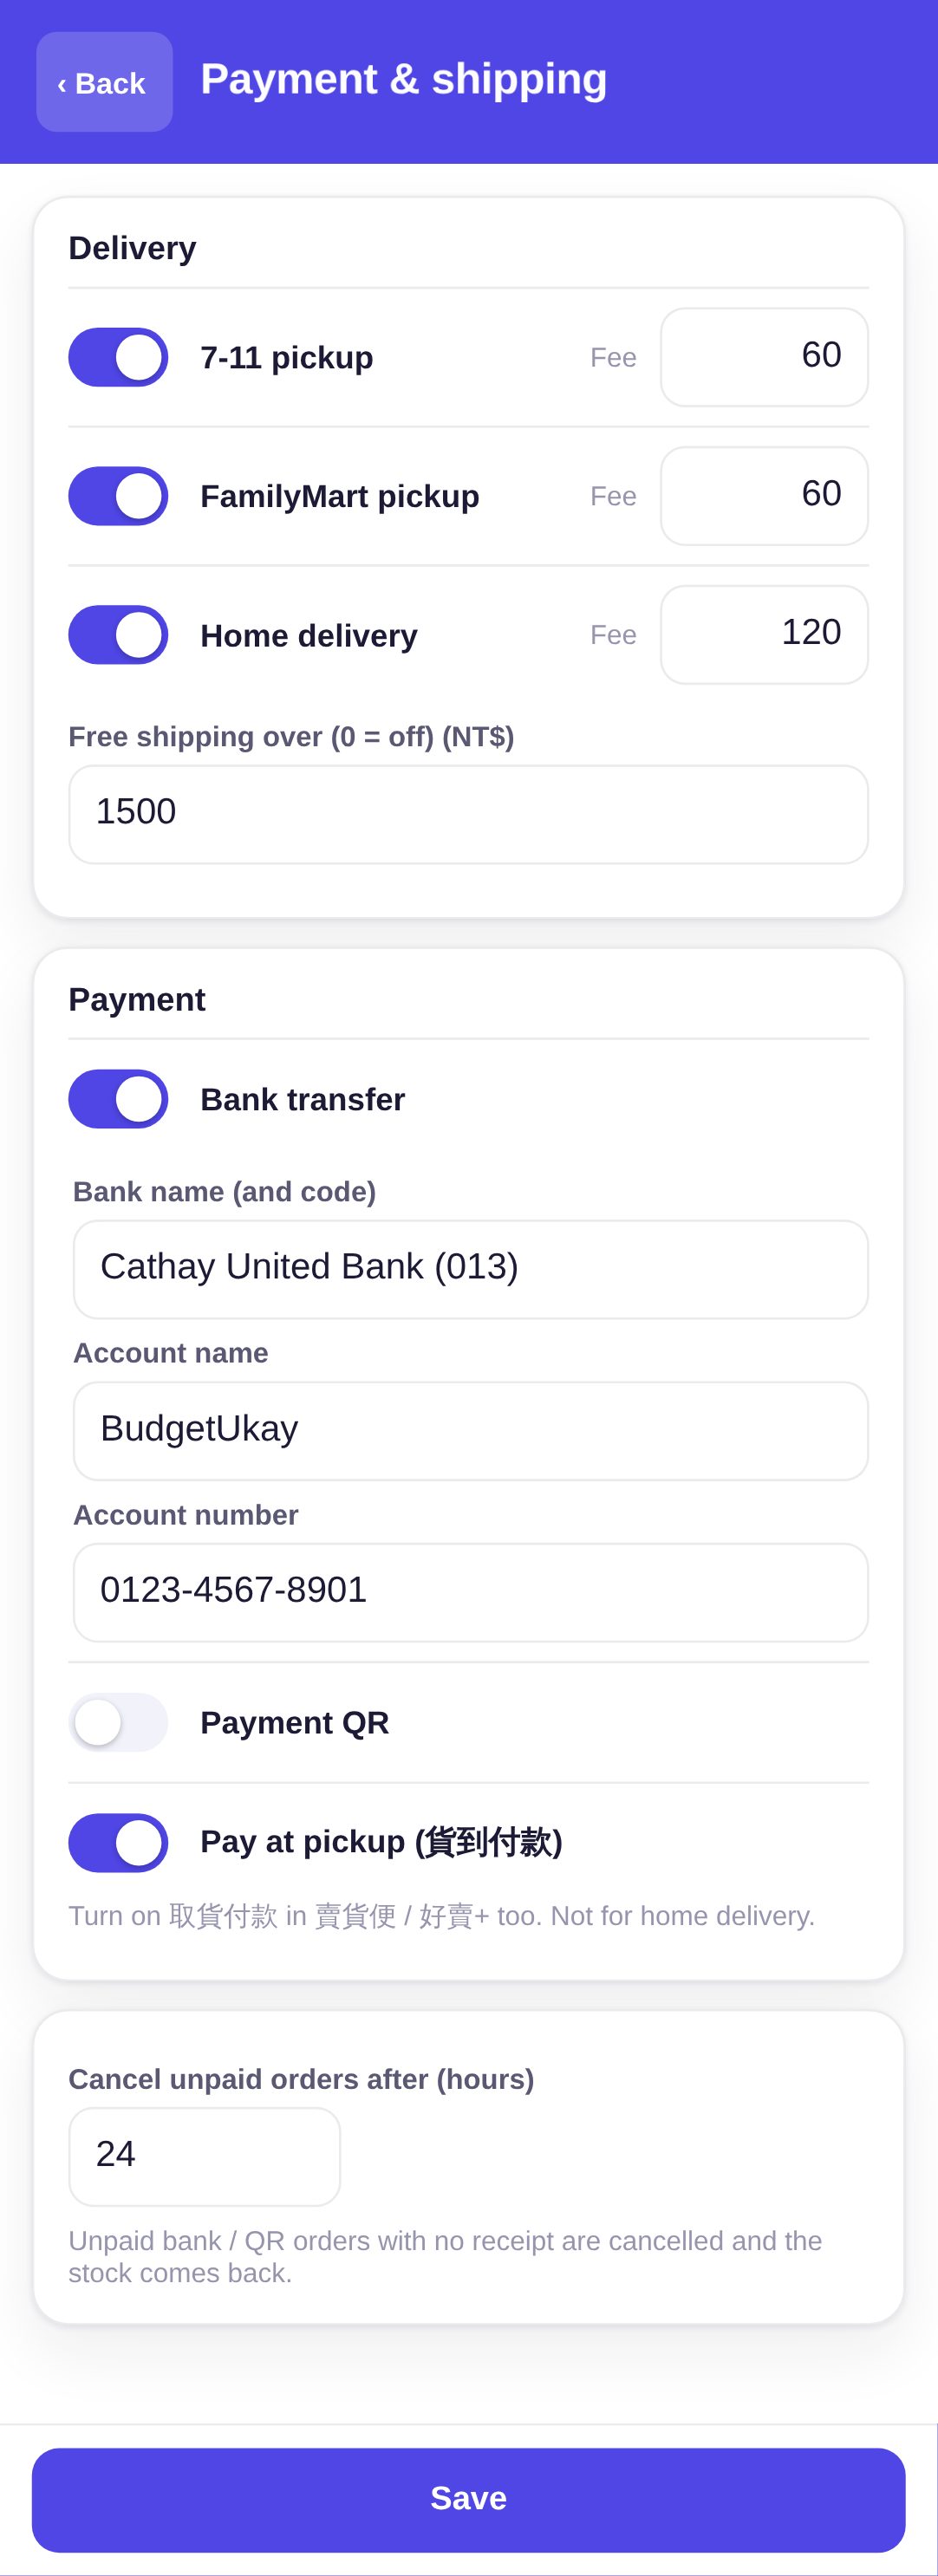 ‹ Back
Payment & shipping
Delivery
7-11 pickup Fee 60
FamilyMart pickup Fee 60
Home delivery Fee 120
Free shipping over (0 = off) (NT$)
1500
Payment
Bank transfer
Bank name (and code)
Cathay United Bank (013)
Account name
BudgetUkay
Account number
0123-4567-8901
Payment QR
Pay at pickup (貨到付款)
Turn on 取貨付款 in 賣貨便 / 好賣+ too. Not for home delivery.
Cancel unpaid orders after (hours)
24
Unpaid bank / QR orders with no receipt are cancelled and the
stock comes back.
Save